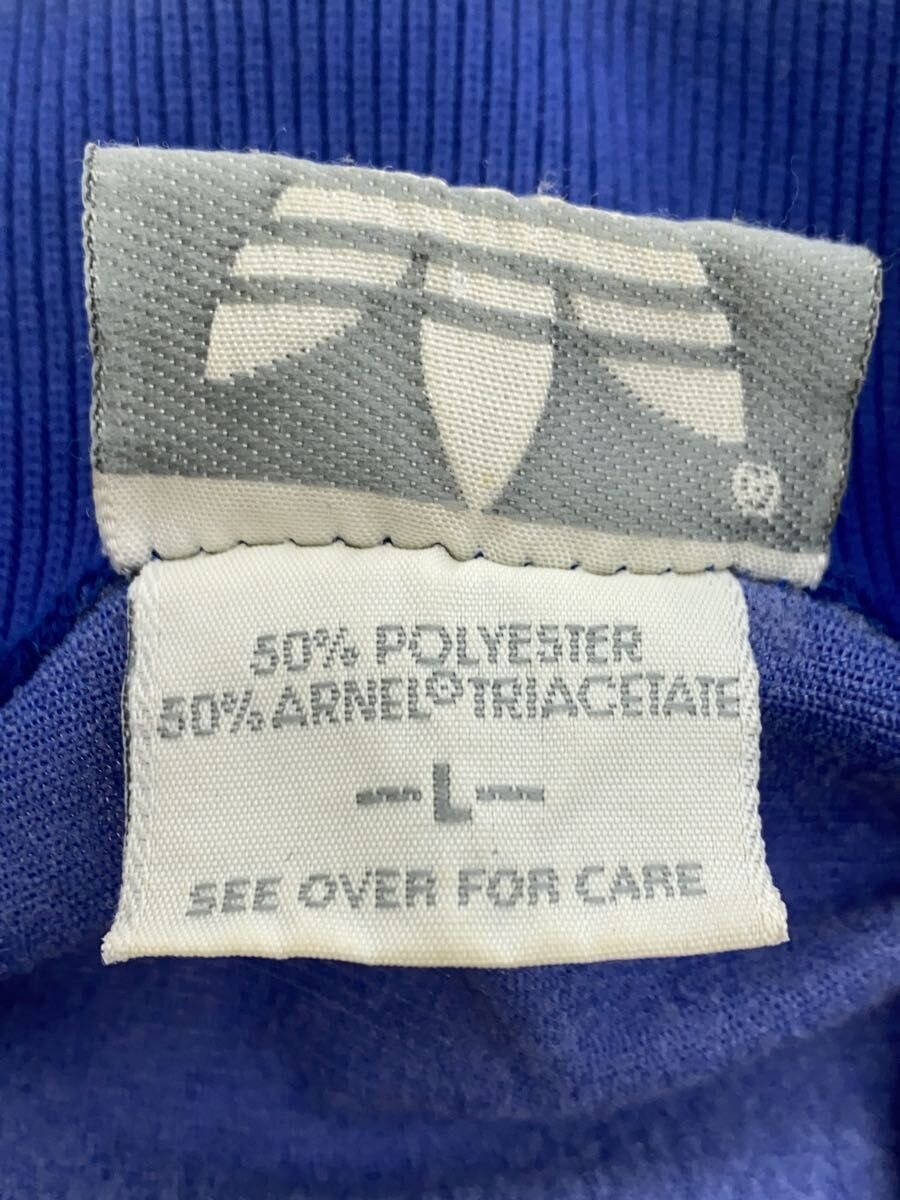 ®
50% POLYESTER
50% ARNEL® TRIACETATE
—L—
SEE OVER FOR CARE